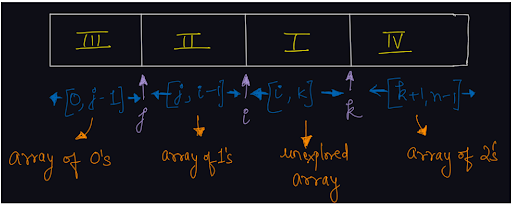 III II I IV
[0, j-1] [j, i-1] [i, k] [k+1, n-1]
j i k
array of 0's array of 1's unexplored array array of 2's